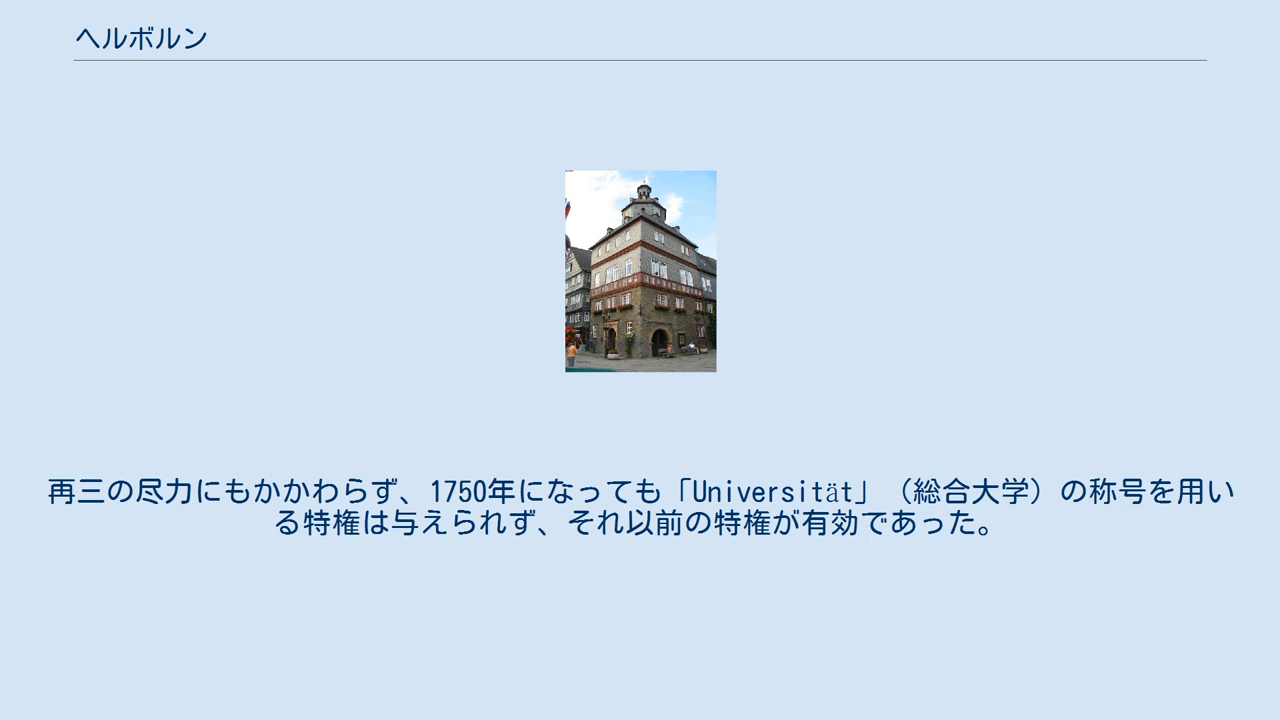 ヘルボルン
再三の尽力にもかかわらず、1750年になっても「Universität」（総合大学）の称号を用い
る特権は与えられず、それ以前の特権が有効であった。